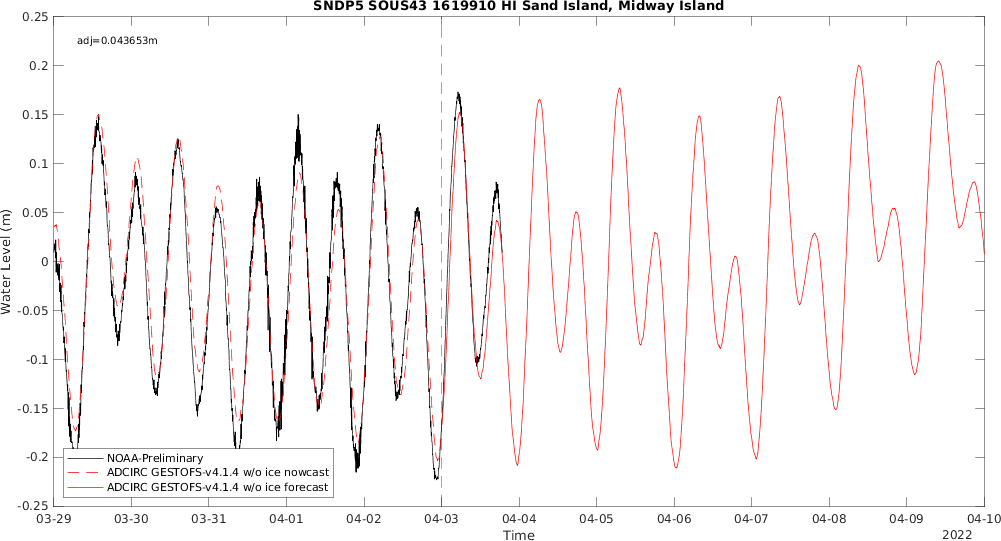 SNDP5 SOUS43 1619910 HI Sand Island, Midway Island
adj=0.043653m
Water Level (m)
0.25
0.2
0.15
0.1
0.05
0
-0.05
-0.1
-0.15
-0.2
-0.25
NOAA-Preliminary
ADCIRC GESTOFS-v4.1.4 w/o ice nowcast
ADCIRC GESTOFS-v4.1.4 w/o ice forecast
03-29 03-30 03-31 04-01 04-02 04-03 04-04 04-05 04-06 04-07 04-08 04-09 04-10
Time
2022